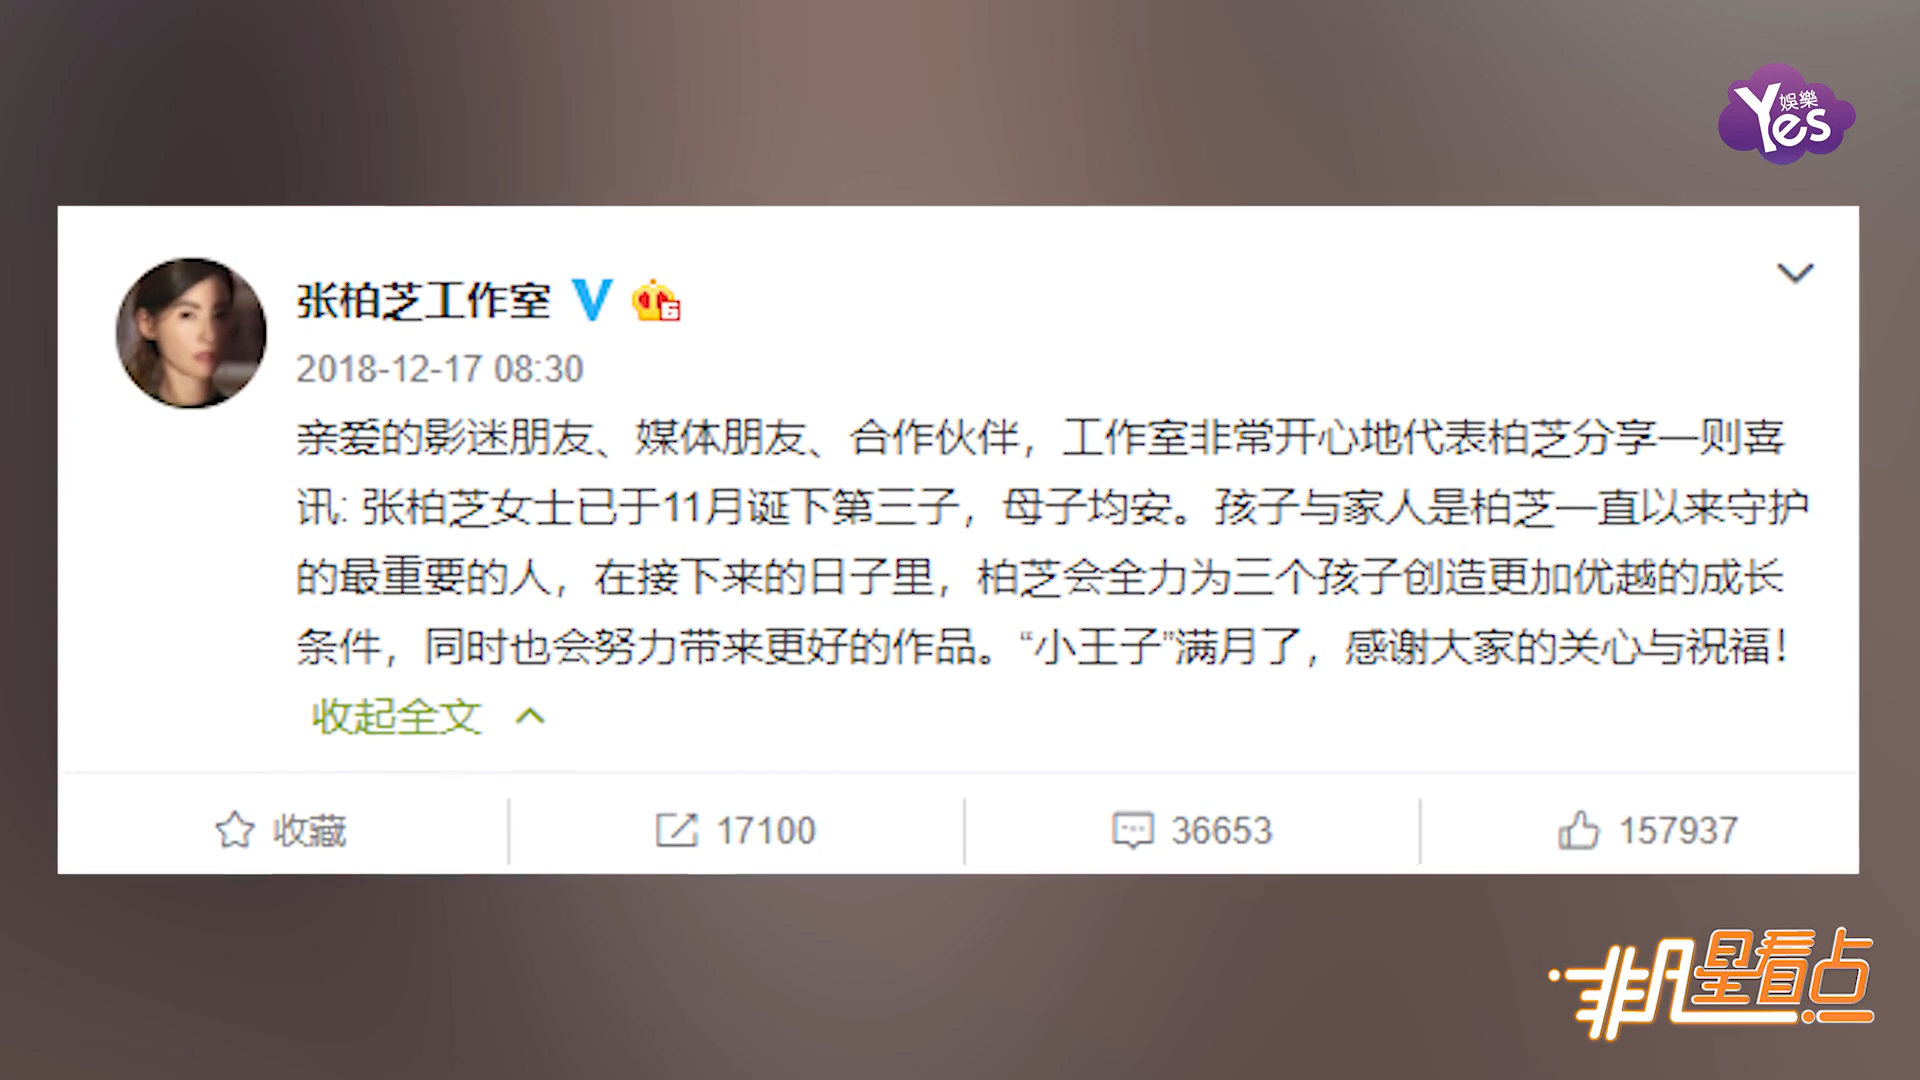 Yes娛樂
张柏芝工作室
2018-12-17 08:30
亲爱的影迷朋友、媒体朋友、合作伙伴，工作室非常开心地代表柏芝分享一则喜
讯: 张柏芝女士已于11月诞下第三子，母子均安。孩子与家人是柏芝一直以来守护
的最重要的人，在接下来的日子里，柏芝会全力为三个孩子创造更加优越的成长
条件，同时也会努力带来更好的作品。“小王子”满月了，感谢大家的关心与祝福！
收起全文
收藏
17100
36653
157937
非凡星看点